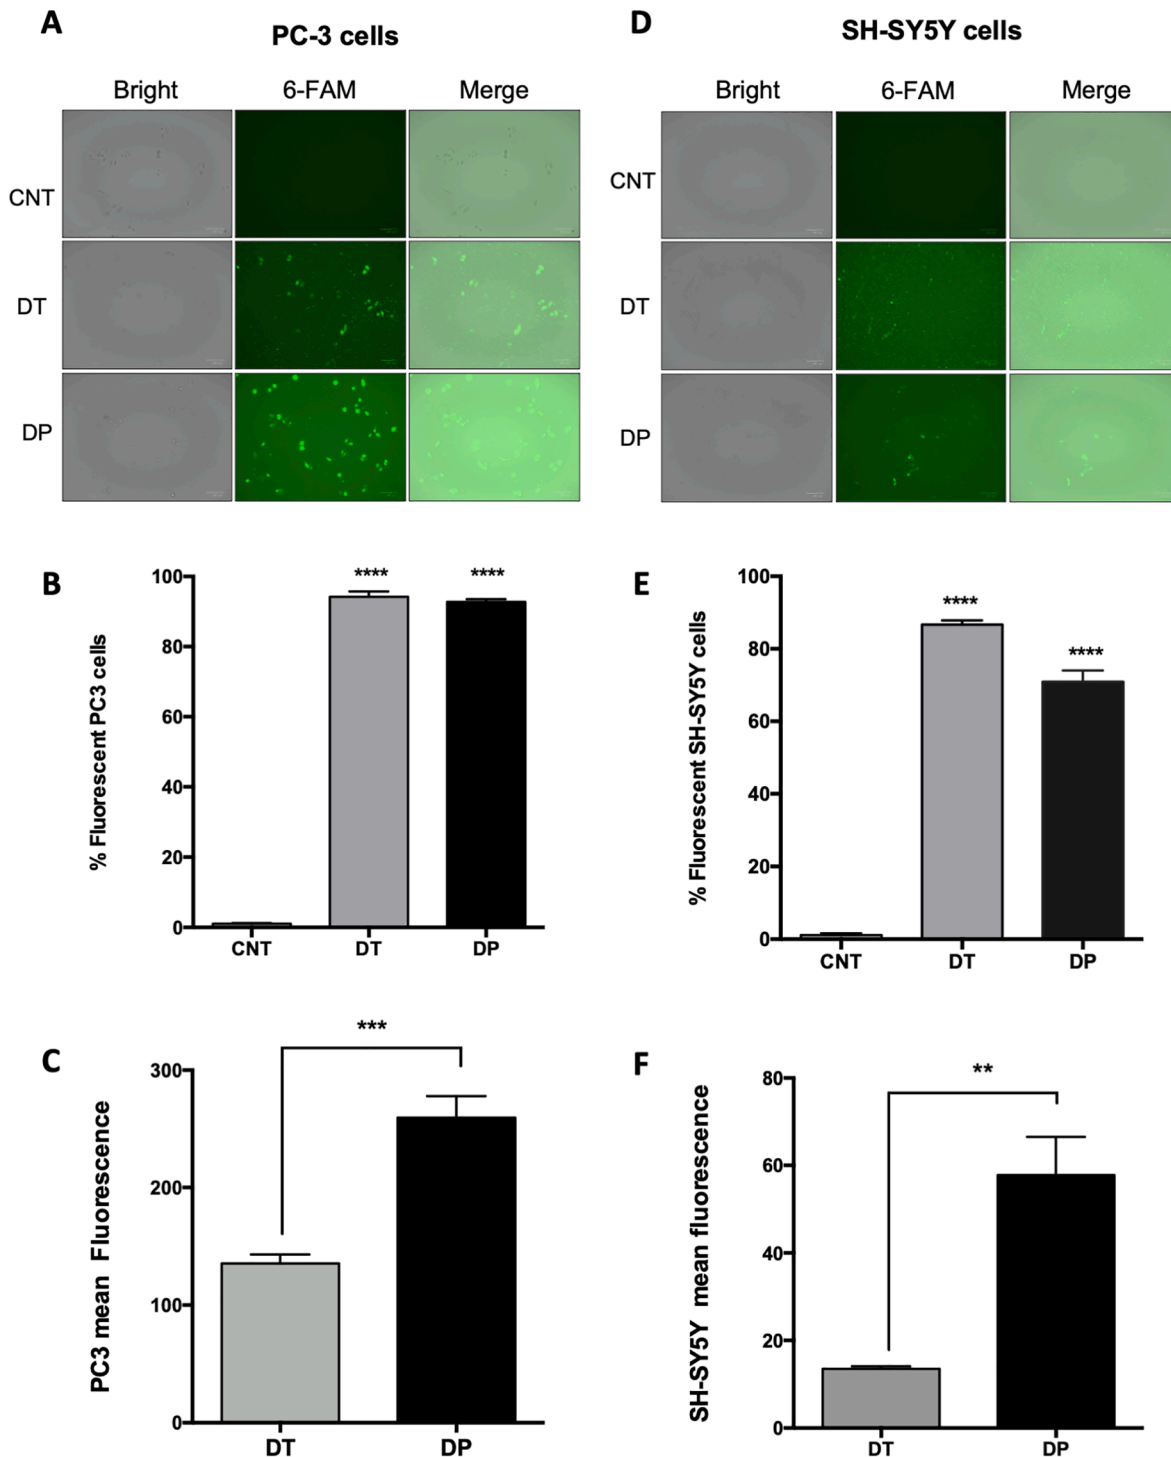 A
PC-3 cells
Bright 6-FAM Merge
CNT
DT
DP
D
SH-SY5Y cells
Bright 6-FAM Merge
CNT
DT
DP
B
% Fluorescent PC3 cells
100
80
60
40
20
0
**** ****
CNT DT DP
E
% Fluorescent SH-SY5Y cells
100
80
60
40
20
0
****
****
CNT DT DP
C
PC3 mean Fluorescence
***
300
200
100
0
DT DP
F
SH-SY5Y mean fluorescence
**
80
60
40
20
0
DT DP